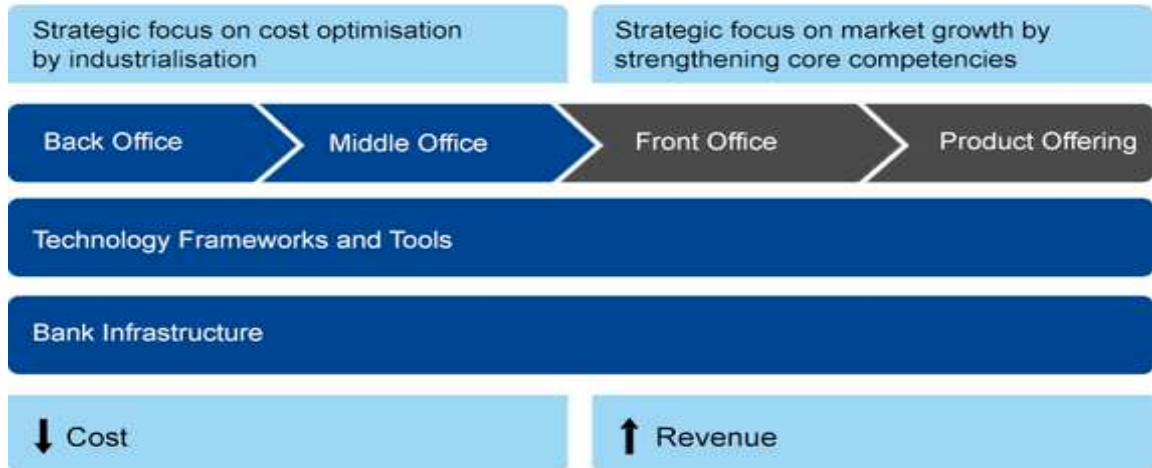 Strategic focus on cost optimisation
by industrialisation
Strategic focus on market growth by
strengthening core competencies
Back Office
Middle Office
Front Office
Product Offering
Technology Frameworks and Tools
Bank Infrastructure
↓ Cost
↑ Revenue